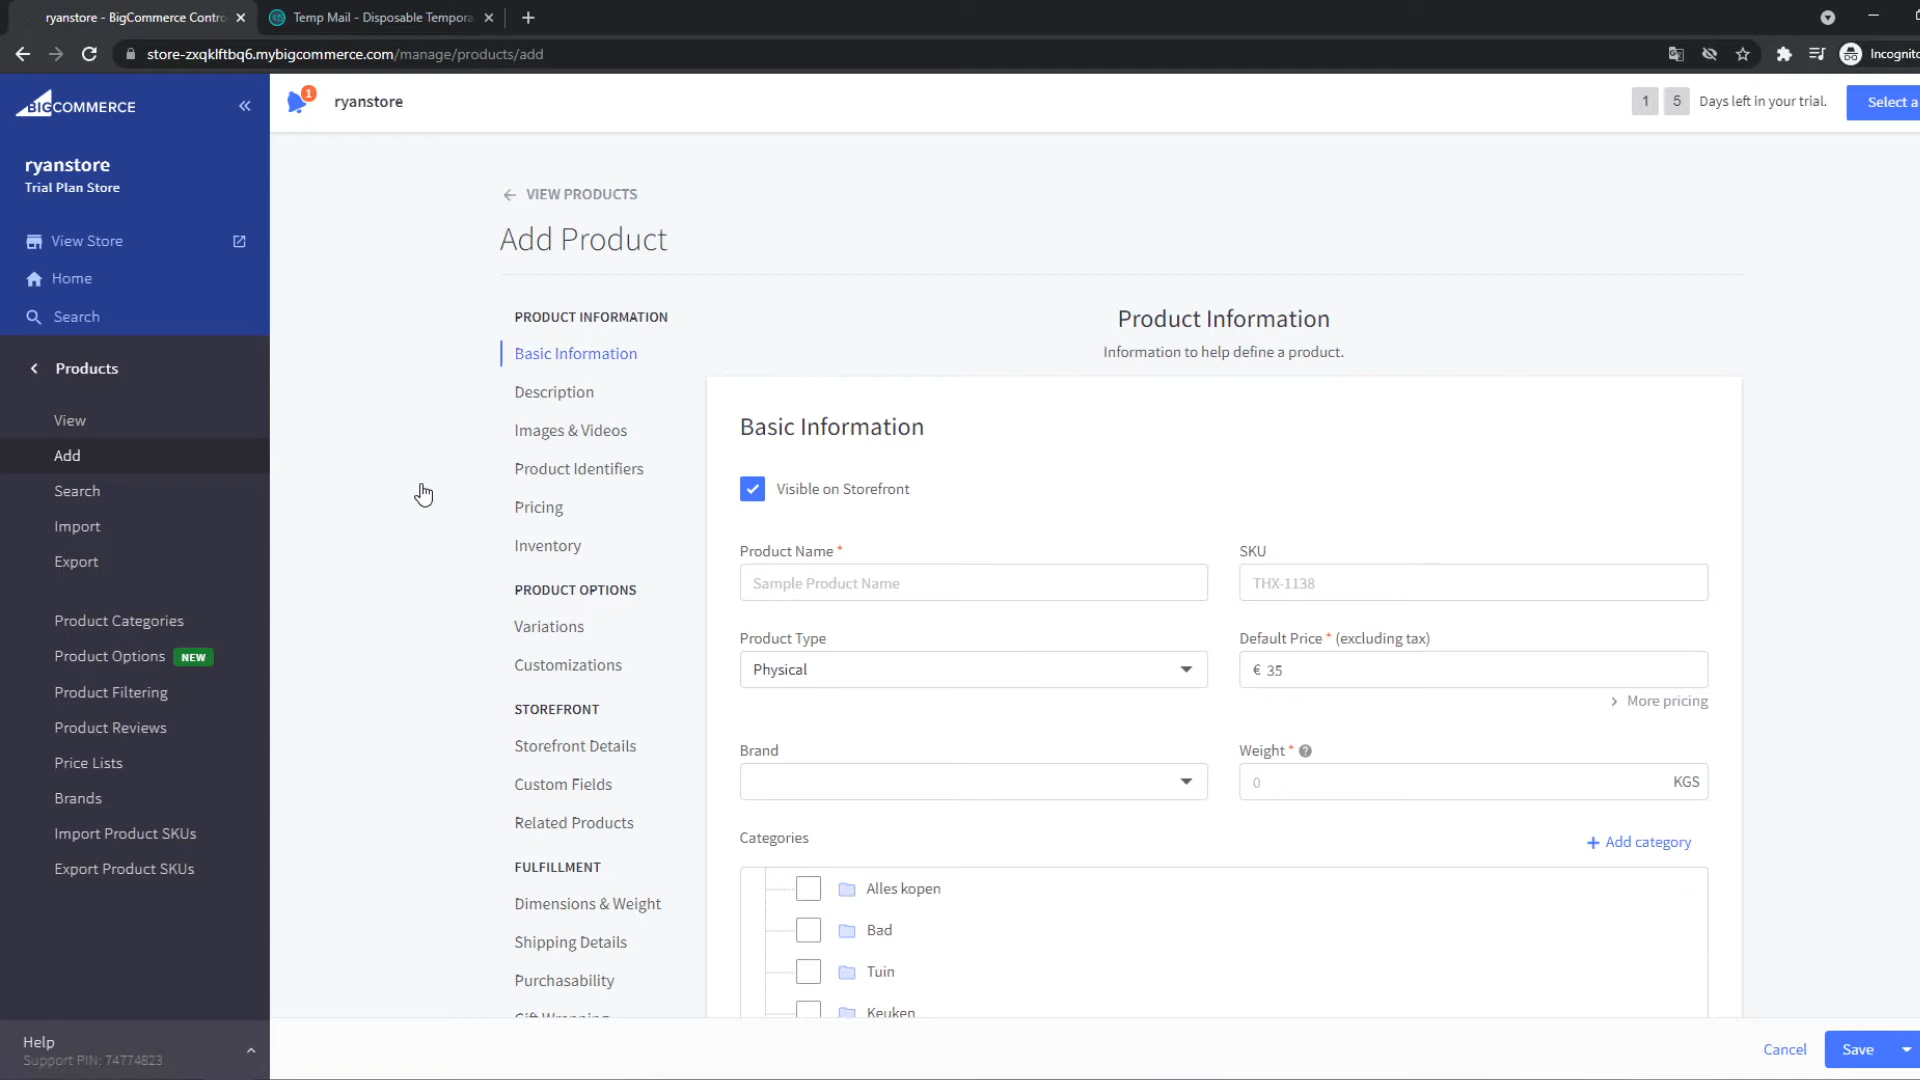 ryanstore - BigCommerce Contro
Temp Mail - Disposable Tempora
store-zxqklftbq6.mybigcommerce.com/manage/products/add
Incognito
BIGCOMMERCE
1
ryanstore
1 5 Days left in your trial.
Select a
ryanstore
Trial Plan Store
View Store
Home
Search
Products
View
Add
Search
Import
Export
Product Categories
Product Options NEW
Product Filtering
Product Reviews
Price Lists
Brands
Import Product SKUs
Export Product SKUs
Help
Support PIN: 74774823
VIEW PRODUCTS
Add Product
PRODUCT INFORMATION
Basic Information
Description
Images & Videos
Product Identifiers
Pricing
Inventory
PRODUCT OPTIONS
Variations
Customizations
STOREFRONT
Storefront Details
Custom Fields
Related Products
FULFILLMENT
Dimensions & Weight
Shipping Details
Purchasability
Gift Wrapping
Product Information
Information to help define a product.
Basic Information
Visible on Storefront
Product Name *
Sample Product Name
SKU
THX-1138
Product Type
Physical
Default Price * (excluding tax)
€ 35
More pricing
Brand
Weight *
0 KGS
Categories
+ Add category
Alles kopen
Bad
Tuin
Keuken
Cancel
Save